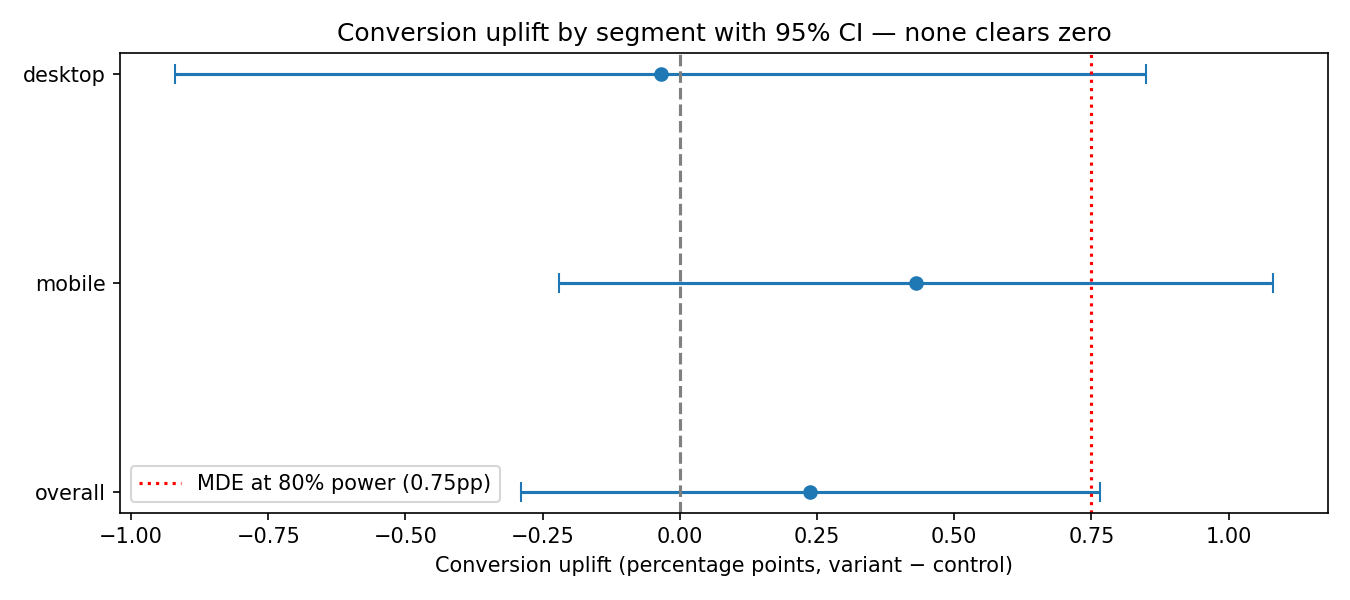 Conversion uplift by segment with 95% CI — none clears zero
desktop
mobile
overall
MDE at 80% power (0.75pp)
−1.00 −0.75 −0.50 −0.25 0.00 0.25 0.50 0.75 1.00
Conversion uplift (percentage points, variant − control)